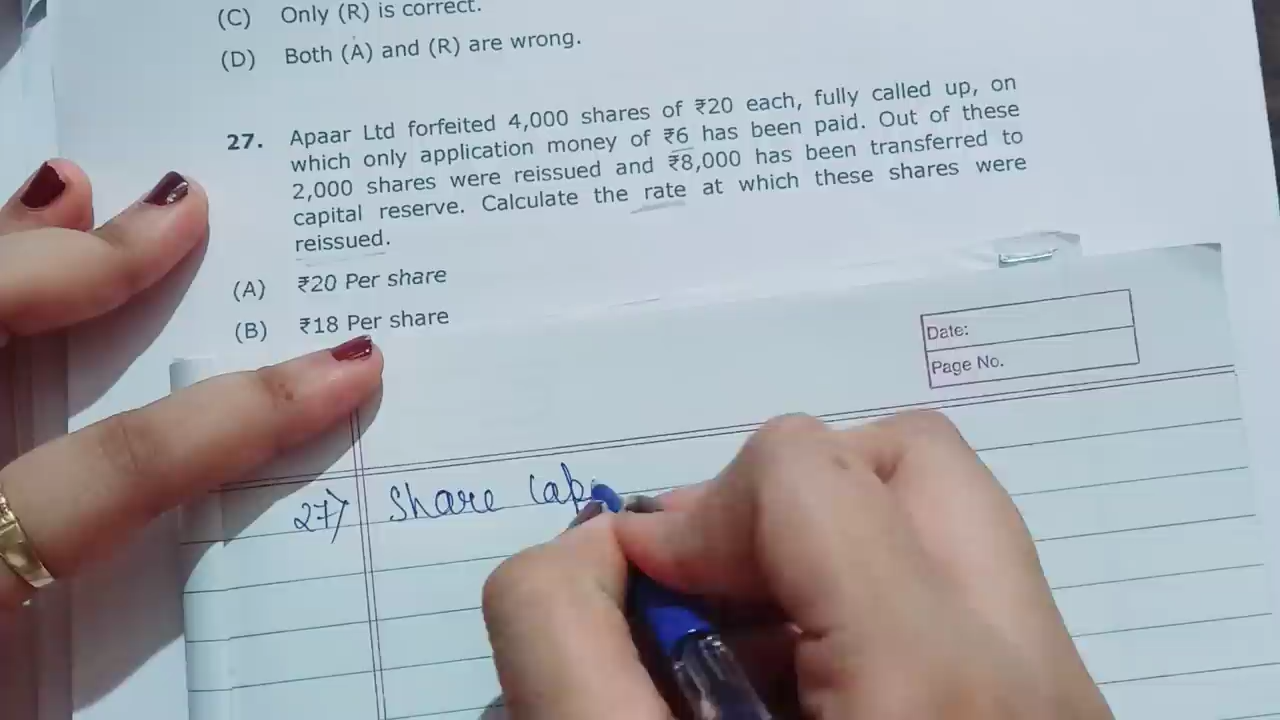 (C) Only (R) is correct.
(D) Both (A) and (R) are wrong.
27. Apaar Ltd forfeited 4,000 shares of ₹20 each, fully called up, on
which only application money of ₹6 has been paid. Out of these
2,000 shares were reissued and ₹8,000 has been transferred to
capital reserve. Calculate the rate at which these shares were
reissued.
(A) ₹20 Per share
(B) ₹18 Per share
Date:
Page No.
27) Share Cap